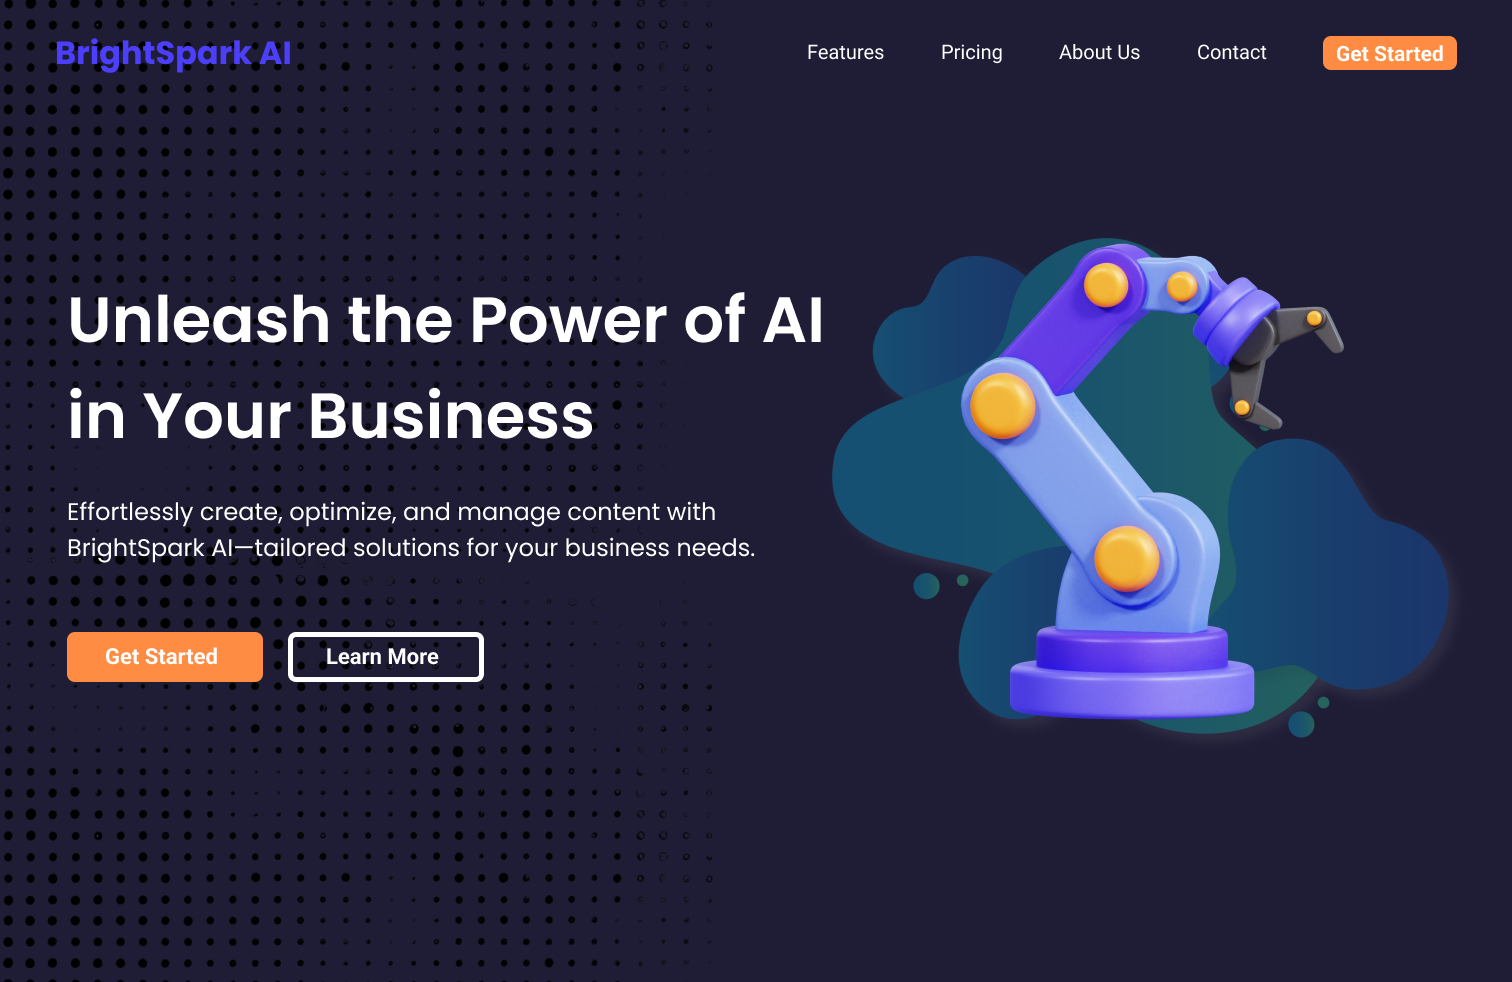 BrightSpark AI
Features
Pricing
About Us
Contact
Get Started
Unleash the Power of AI
in Your Business
Effortlessly create, optimize, and manage content with
BrightSpark AI—tailored solutions for your business needs.
Get Started
Learn More